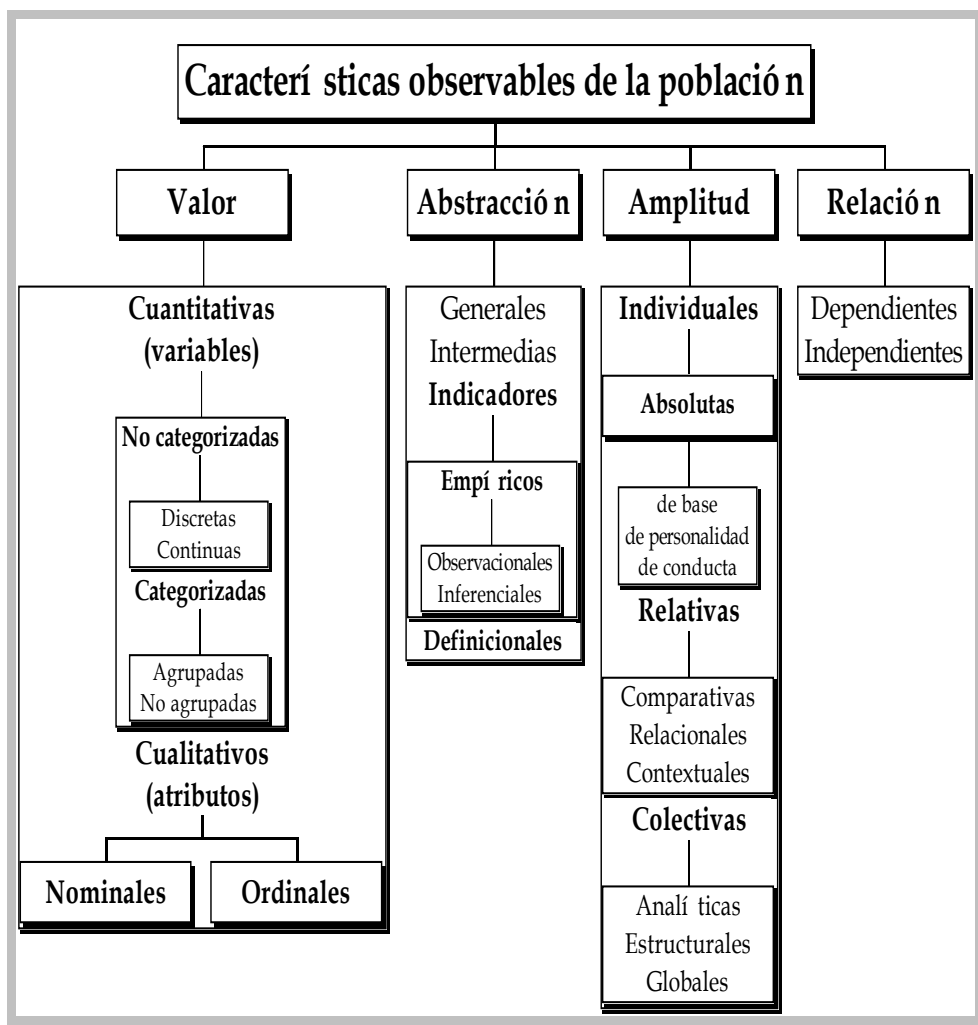 Caracterí sticas observables de la població n
Valor
Cuantitativas
(variables)
No categorizadas
Discretas
Continuas
Categorizadas
Agrupadas
No agrupadas
Cualitativos
(atributos)
Nominales
Ordinales
Abstracció n
Generales
Intermedias
Indicadores
Empí ricos
Observacionales
Inferenciales
Definicionales
Amplitud
Individuales
Absolutas
de base
de personalidad
de conducta
Relativas
Comparativas
Relacionales
Contextuales
Colectivas
Analí ticas
Estructurales
Globales
Relació n
Dependientes
Independientes